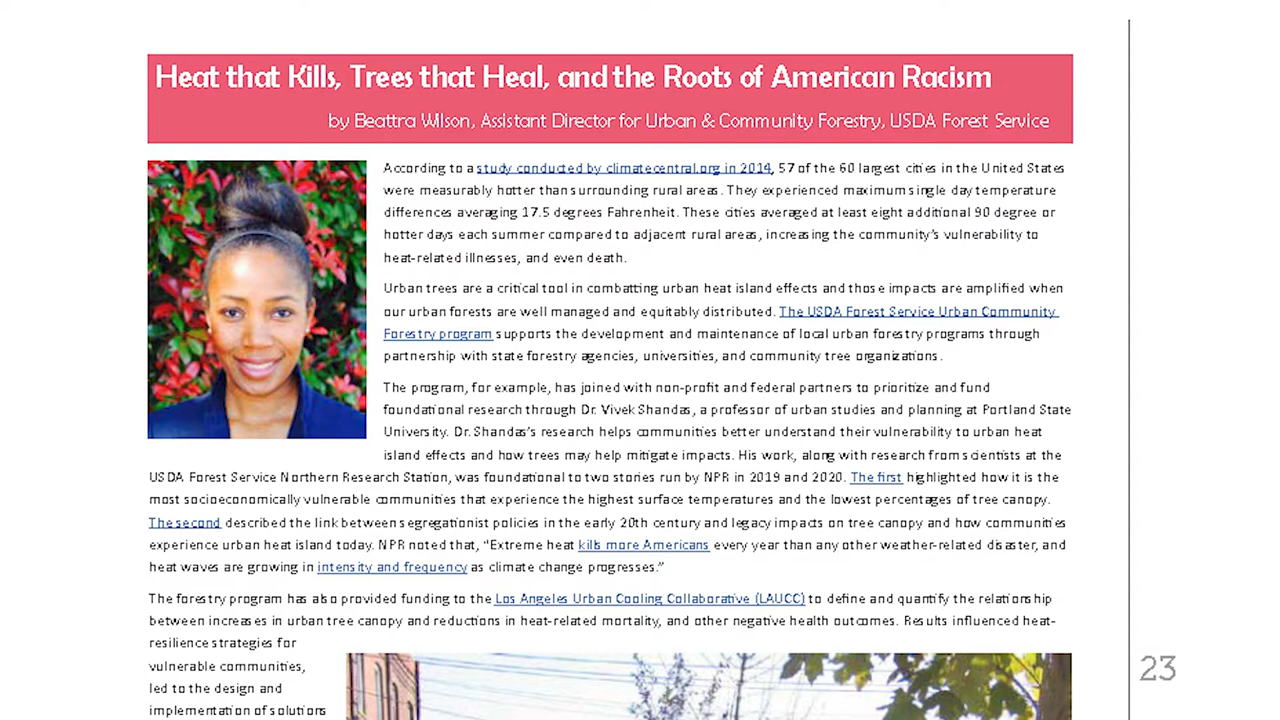 Heat that Kills, Trees that Heal, and the Roots of American Racism
by Beattra Wilson, Assistant Director for Urban & Community Forestry, USDA Forest Service
According to a study conducted by climatecentral.org in 2014, 57 of the 60 largest cities in the United States
were measurably hotter than surrounding rural areas. They experienced maximum single day temperature
differences averaging 17.5 degrees Fahrenheit. These cities averaged at least eight additional 90 degree or
hotter days each summer compared to adjacent rural areas, increasing the community's vulnerability to
heat-related illnesses, and even death.
Urban trees are a critical tool in combatting urban heat island effects and those impacts are amplified when
our urban forests are well managed and equitably distributed. The USDA Forest Service Urban Community
Forestry program supports the development and maintenance of local urban forestry programs through
partnership with state forestry agencies, universities, and community tree organizations.
The program, for example, has joined with non-profit and federal partners to prioritize and fund
foundational research through Dr. Vivek Shandas, a professor of urban studies and planning at Portland State
University. Dr. Shandas's research helps communities better understand their vulnerability to urban heat
island effects and how trees may help mitigate impacts. His work, along with research from scientists at the
USDA Forest Service Northern Research Station, was foundational to two stories run by NPR in 2019 and 2020. The first highlighted how it is the
most socioeconomically vulnerable communities that experience the highest surface temperatures and the lowest percentages of tree canopy.
The second described the link between segregationist policies in the early 20th century and legacy impacts on tree canopy and how communities
experience urban heat island today. NPR noted that, "Extreme heat kills more Americans every year than any other weather-related disaster, and
heat waves are growing in intensity and frequency as climate change progresses."
The forestry program has also provided funding to the Los Angeles Urban Cooling Collaborative (LAUCC) to define and quantify the relationship
between increases in urban tree canopy and reductions in heat-related mortality, and other negative health outcomes. Results influenced heat-
resilience strategies for
vulnerable communities,
led to the design and
implementation of solutions
23